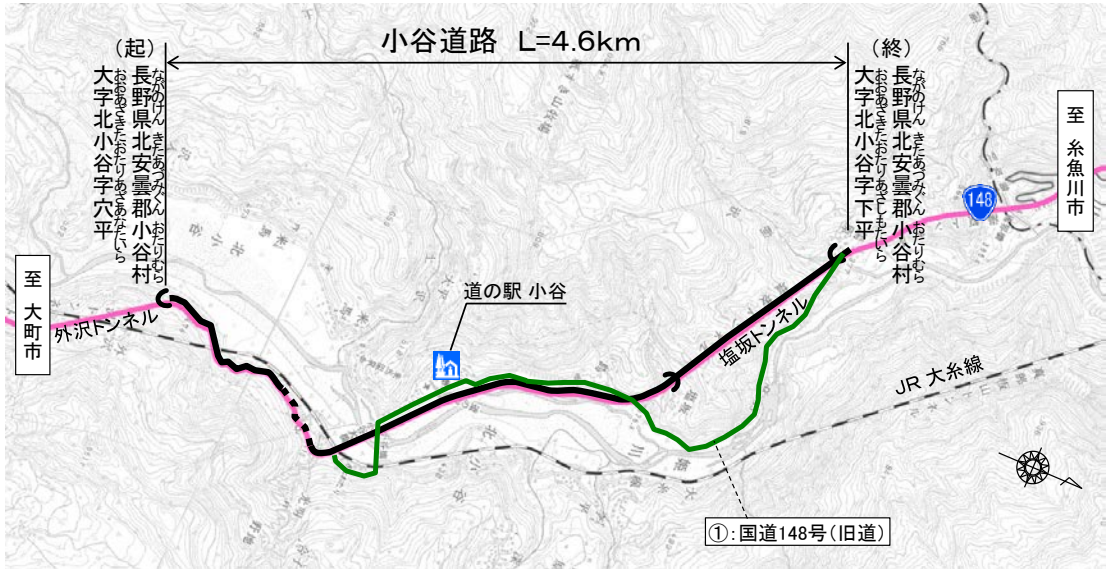 小谷道路 L=4.6km
(起)
長野県北安曇郡小谷村
ながのけん きたあづみぐん おたりむら
大字北小谷字穴平
おおあざきたおたりあざあなたいら
(終)
長野県北安曇郡小谷村
ながのけん きたあづみぐん おたりむら
大字北小谷字下平
おおあざきたおたりあざしもたいら
至 糸魚川市
148
至 大町市
外沢トンネル
道の駅 小谷
塩坂トンネル
JR 大糸線
①:国道148号(旧道)